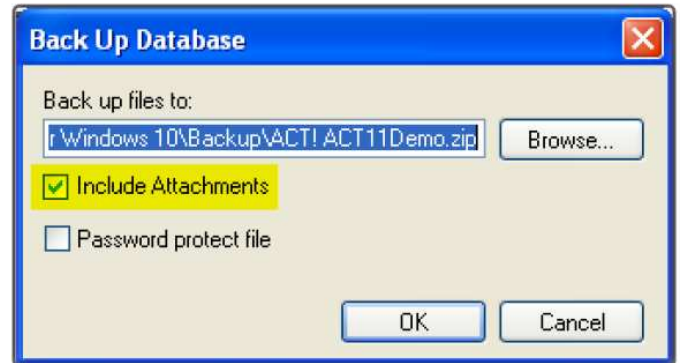 Back Up Database
Back up files to:
r Windows 10\Backup\ACT! ACT11Demo.zip
Browse...
Include Attachments
Password protect file
OK
Cancel